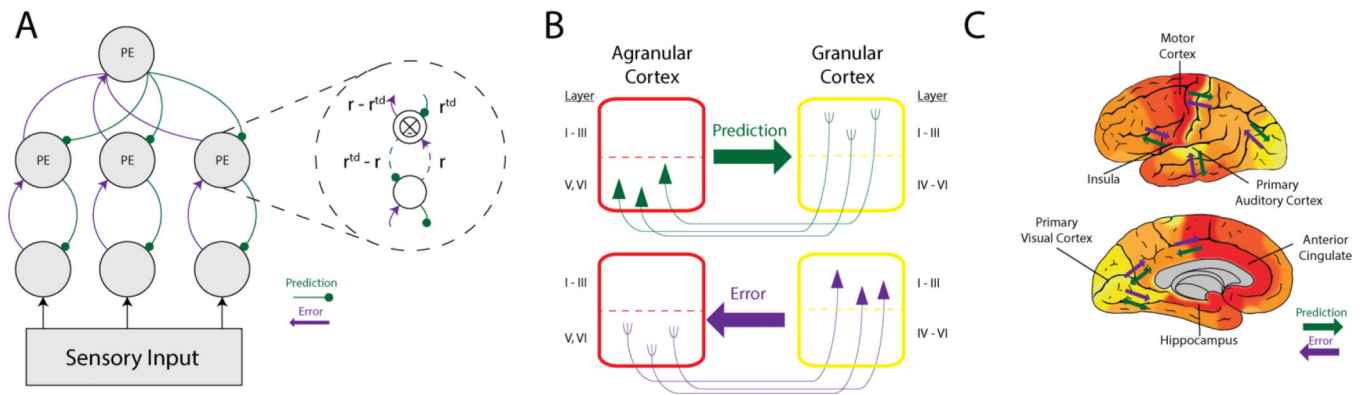 A
PE
PE
PE
PE
r - r^td
r^td
r^td - r
r
Prediction
Error
Sensory Input
B
Agranular
Cortex
Granular
Cortex
Layer
Layer
I - III
Prediction
I - III
V, VI
IV - VI
I - III
Error
I - III
V, VI
IV - VI
C
Motor
Cortex
Insula
Primary
Auditory Cortex
Primary
Visual Cortex
Anterior
Cingulate
Hippocampus
Prediction
Error